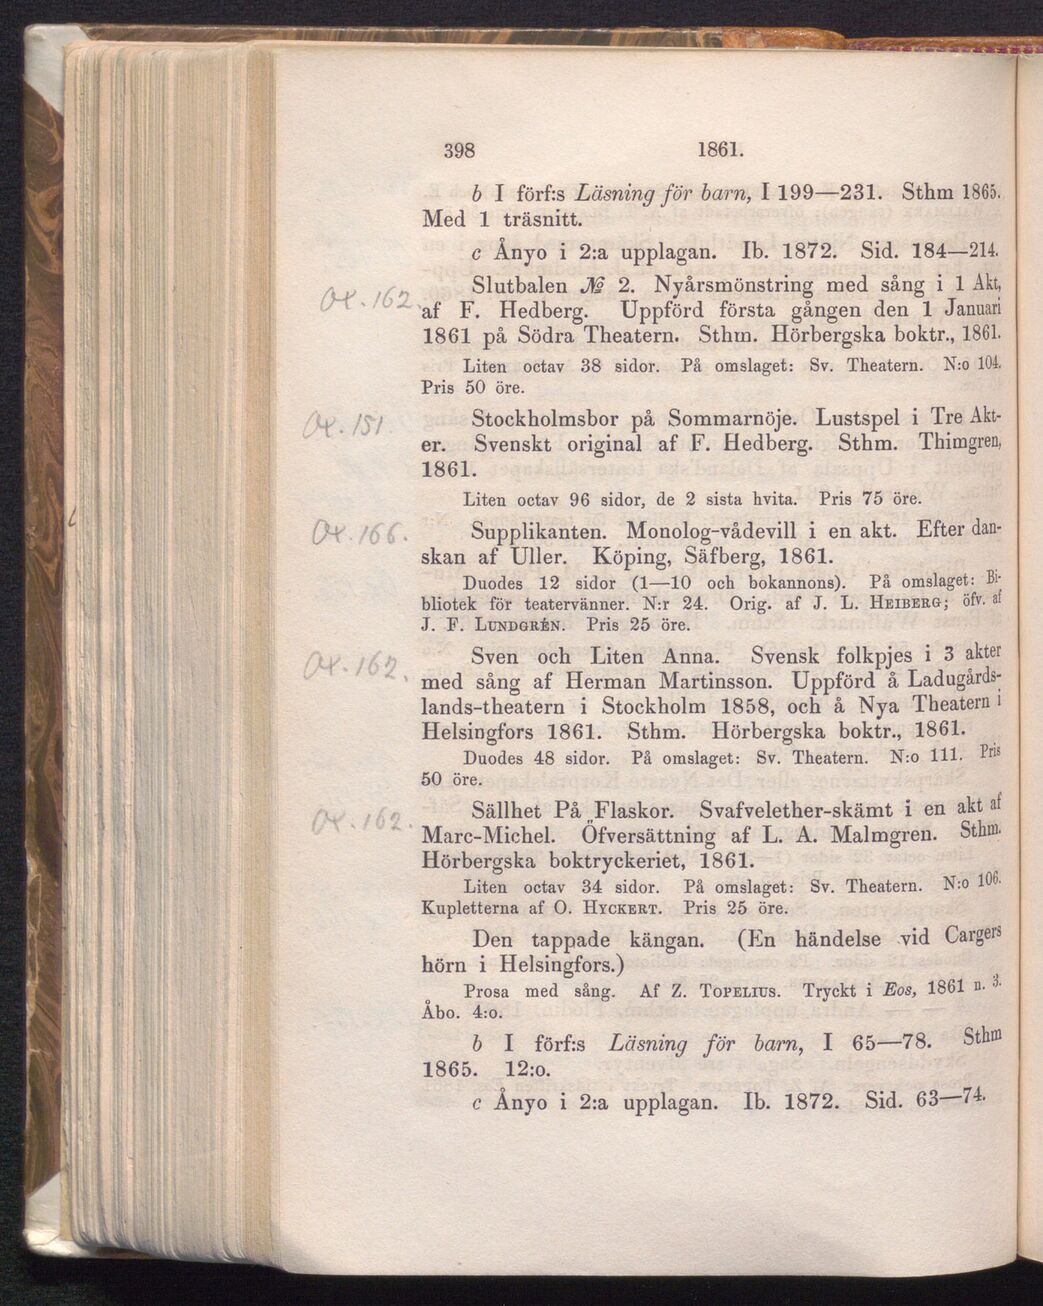 398 1861.
b I förf:s Läsning för barn, I 199—231. Sthm 1865.
Med 1 träsnitt.
c Ånyo i 2:a upplagan. Ib. 1872. Sid. 184—214.
Slutbalen № 2. Nyårsmönstring med sång i 1 Akt,
Ox. 162. af F. Hedberg. Uppförd första gången den 1 Januari
1861 på Södra Theatern. Sthm. Hörbergska boktr., 1861.
Liten octav 38 sidor. På omslaget: Sv. Theatern. N:o 104.
Pris 50 öre.
Ox. 151 Stockholmsbor på Sommarnöje. Lustspel i Tre Akt-
er. Svenskt original af F. Hedberg. Sthm. Thimgren,
1861.
Liten octav 96 sidor, de 2 sista hvita. Pris 75 öre.
Ox. 166. Supplikanten. Monolog-vådevill i en akt. Efter dan-
skan af Uller. Köping, Säfberg, 1861.
Duodes 12 sidor (1—10 och bokannons). På omslaget: Bi-
bliotek för teatervänner. N:r 24. Orig. af J. L. Heiberg; öfv. af
J. F. Lundgrén. Pris 25 öre.
Ox. 162. Sven och Liten Anna. Svensk folkpjes i 3 akter
med sång af Herman Martinsson. Uppförd å Ladugårds-
lands-theatern i Stockholm 1858, och å Nya Theatern i
Helsingfors 1861. Sthm. Hörbergska boktr., 1861.
Duodes 48 sidor. På omslaget: Sv. Theatern. N:o 111. Pris
50 öre.
Ox. 162. Sällhet På Flaskor. Svafvelether-skämt i en akt af
Marc-Michel. Öfversättning af L. A. Malmgren. Sthm.
Hörbergska boktryckeriet, 1861.
Liten octav 34 sidor. På omslaget: Sv. Theatern. N:o 106.
Kupletterna af O. Hyckert. Pris 25 öre.
Den tappade kängan. (En händelse vid Cargers
hörn i Helsingfors.)
Prosa med sång. Af Z. Topelius. Tryckt i Eos, 1861 n. 3.
Åbo. 4:o.
b I förf:s Läsning för barn, I 65—78. Sthm
1865. 12:o.
c Ånyo i 2:a upplagan. Ib. 1872. Sid. 63—74.